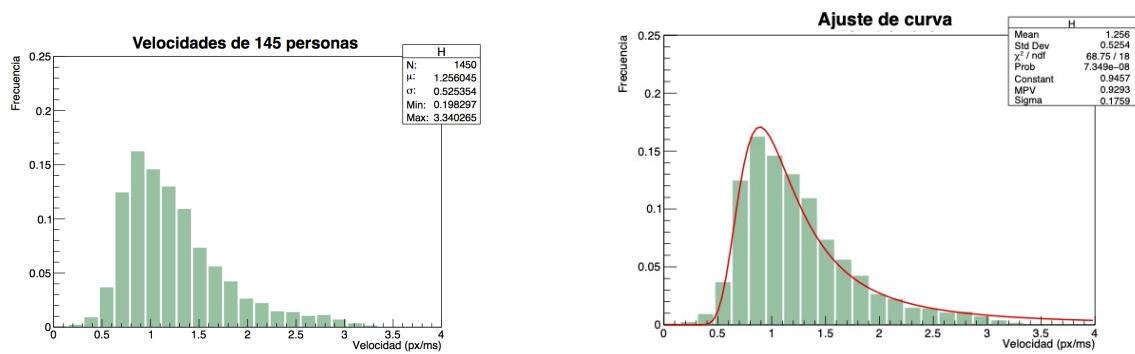 Velocidades de 145 personas
H
N: 1450
μ: 1.256045
σ: 0.525354
Min: 0.198297
Max: 3.340265
Frecuencia
0.25
0.2
0.15
0.1
0.05
0
0 0.5 1 1.5 2 2.5 3 3.5 4
Velocidad (px/ms)
Ajuste de curva
H
Mean 1.256
Std Dev 0.5254
χ² / ndf 68.75 / 18
Prob 7.349e−08
Constant 0.9457
MPV 0.9293
Sigma 0.1759
Frecuencia
0.25
0.2
0.15
0.1
0.05
0
0 0.5 1 1.5 2 2.5 3 3.5 4
Velocidad (px/ms)